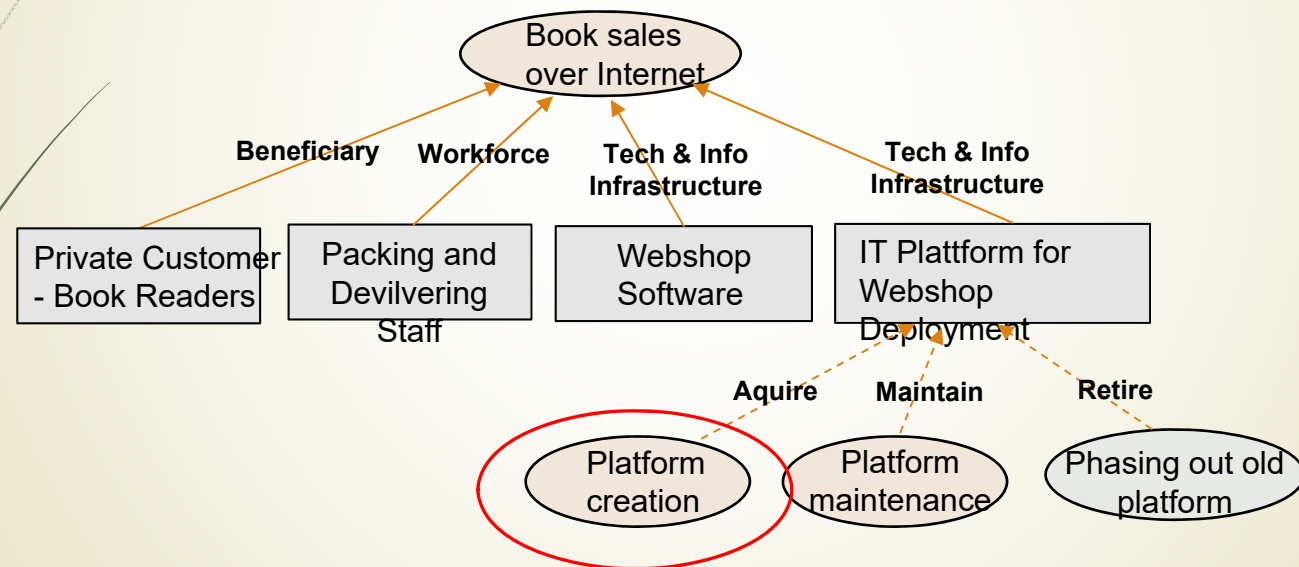 Book sales
over Internet
Beneficiary
Workforce
Tech & Info
Infrastructure
Tech & Info
Infrastructure
Private Customer
- Book Readers
Packing and
Devilvering
Staff
Webshop
Software
IT Plattform for
Webshop
Deployment
Aquire
Maintain
Retire
Platform
creation
Platform
maintenance
Phasing out old
platform